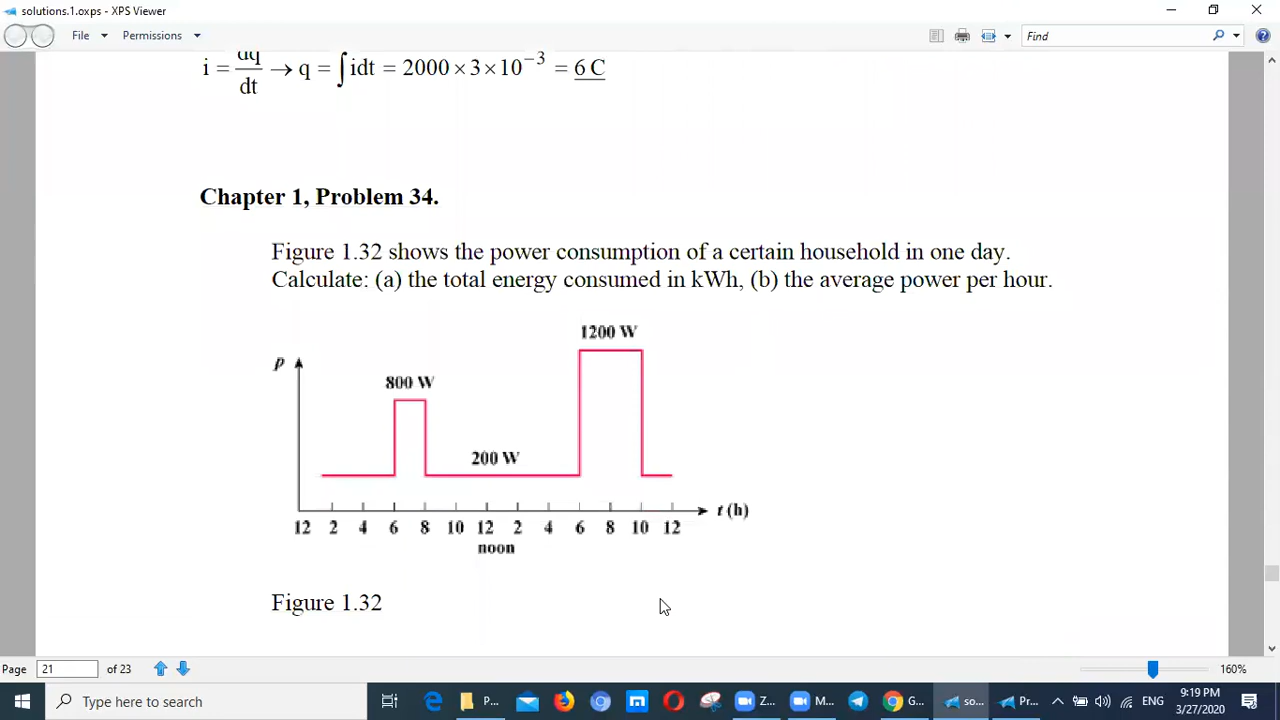 solutions.1.oxps - XPS Viewer
File Permissions Find
i = dq/dt → q = ∫idt = 2000 × 3 × 10⁻³ = 6 C
Chapter 1, Problem 34.
Figure 1.32 shows the power consumption of a certain household in one day.
Calculate: (a) the total energy consumed in kWh, (b) the average power per hour.
1200 W
p
800 W
200 W
t (h)
12 2 4 6 8 10 12 2 4 6 8 10 12
noon
Figure 1.32
Page 21 of 23 160%
Type here to search P... Z... M... G... so... Pr... ENG
9:19 PM
3/27/2020